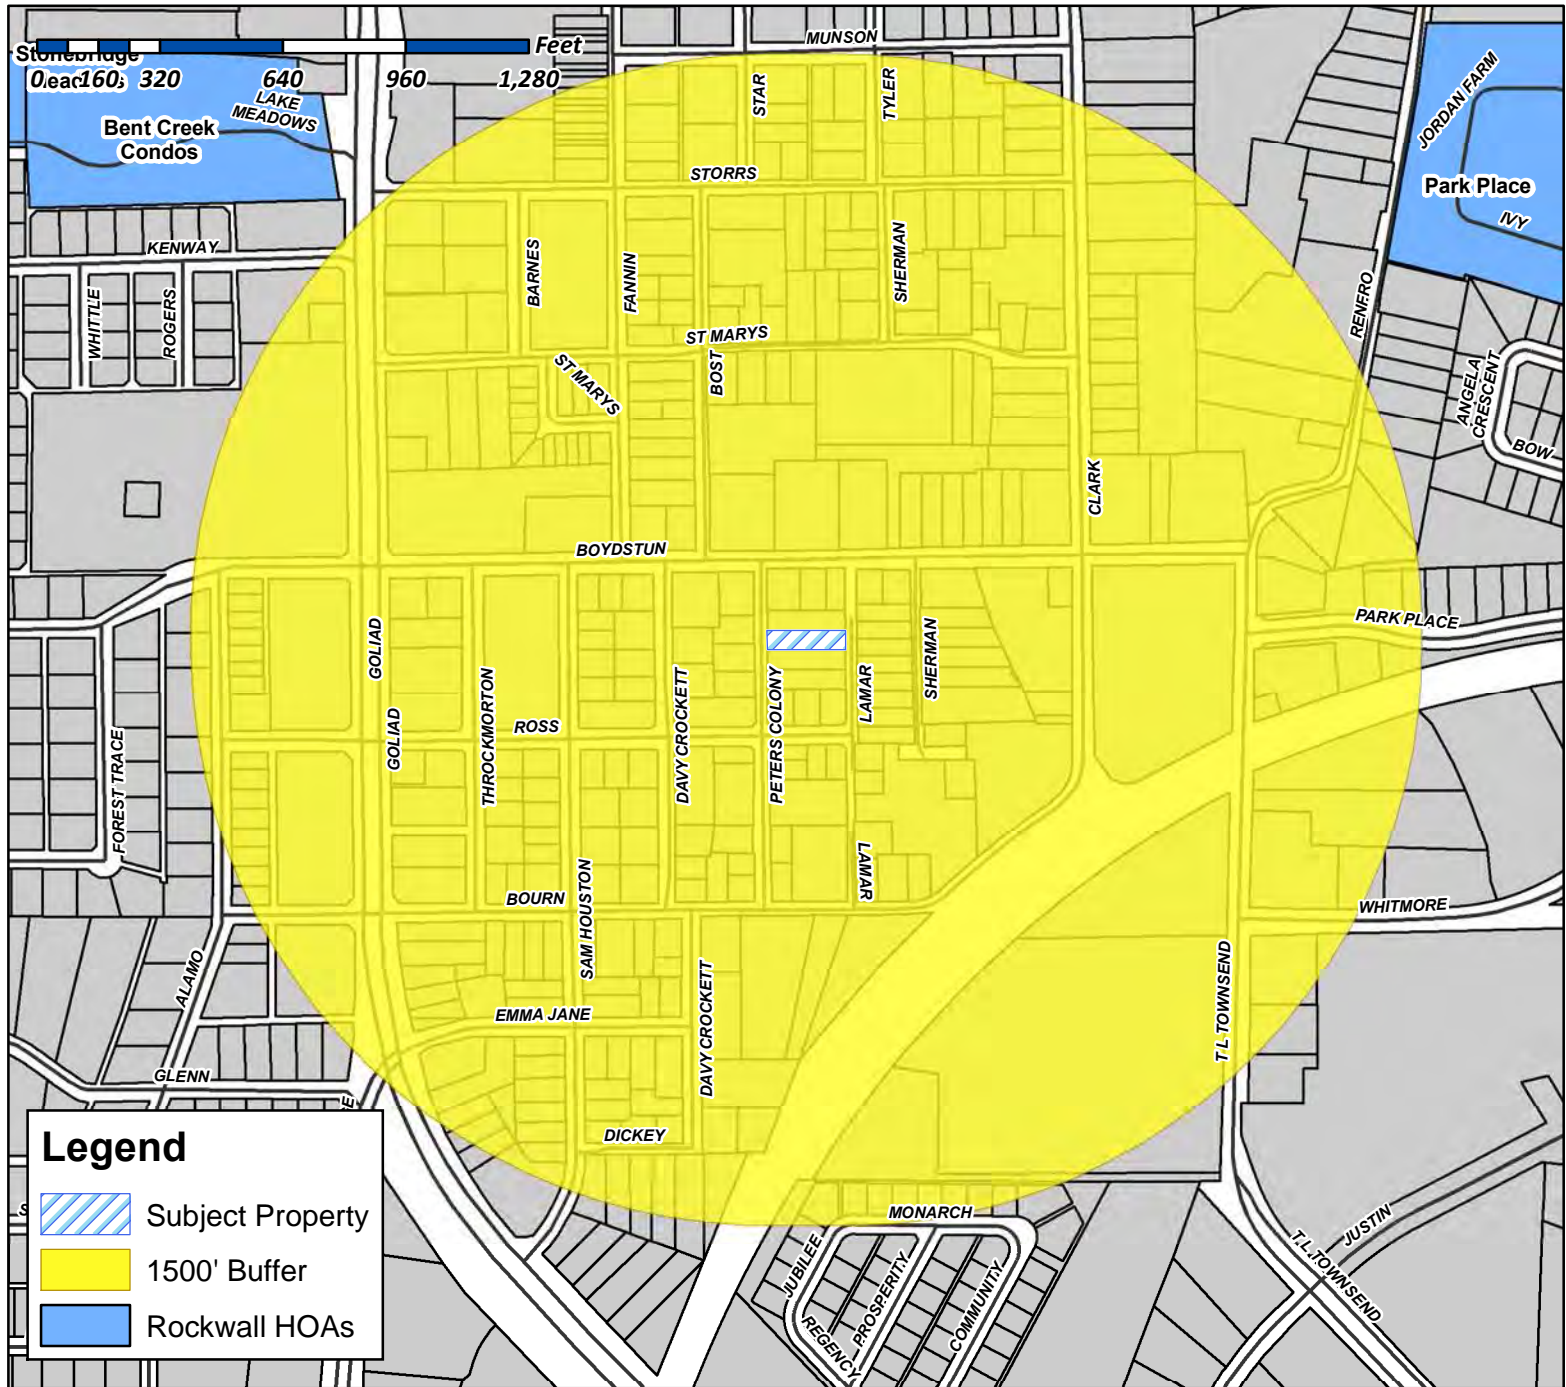 MUNSON
Feet
Stonebridge
Meadows
0 160 320 640 960 1,280
LAKE
MEADOWS
Bent Creek
Condos
STAR
TYLER
JORDAN FARM
Park Place
IVY
STORRS
KENWAY
WHITTLE
ROGERS
BARNES
FANNIN
SHERMAN
RENFRO
ST MARYS
ST MARYS
BOST
ANGELA
CRESCENT
BOW
CLARK
BOYDSTUN
PARK PLACE
GOLIAD
GOLIAD
THROCKMORTON
ROSS
DAVY CROCKETT
PETERS COLONY
LAMAR
SHERMAN
FOREST TRACE
LAMAR
BOURN
SAM HOUSTON
WHITMORE
ALAMO
EMMA JANE
DAVY CROCKETT
T L TOWNSEND
GLENN
DICKEY
MONARCH
JUBILEE
PROSPERITY
COMMUNITY
REGENCY
JUSTIN
T. L TOWNSEND
Legend
Subject Property
1500' Buffer
Rockwall HOAs